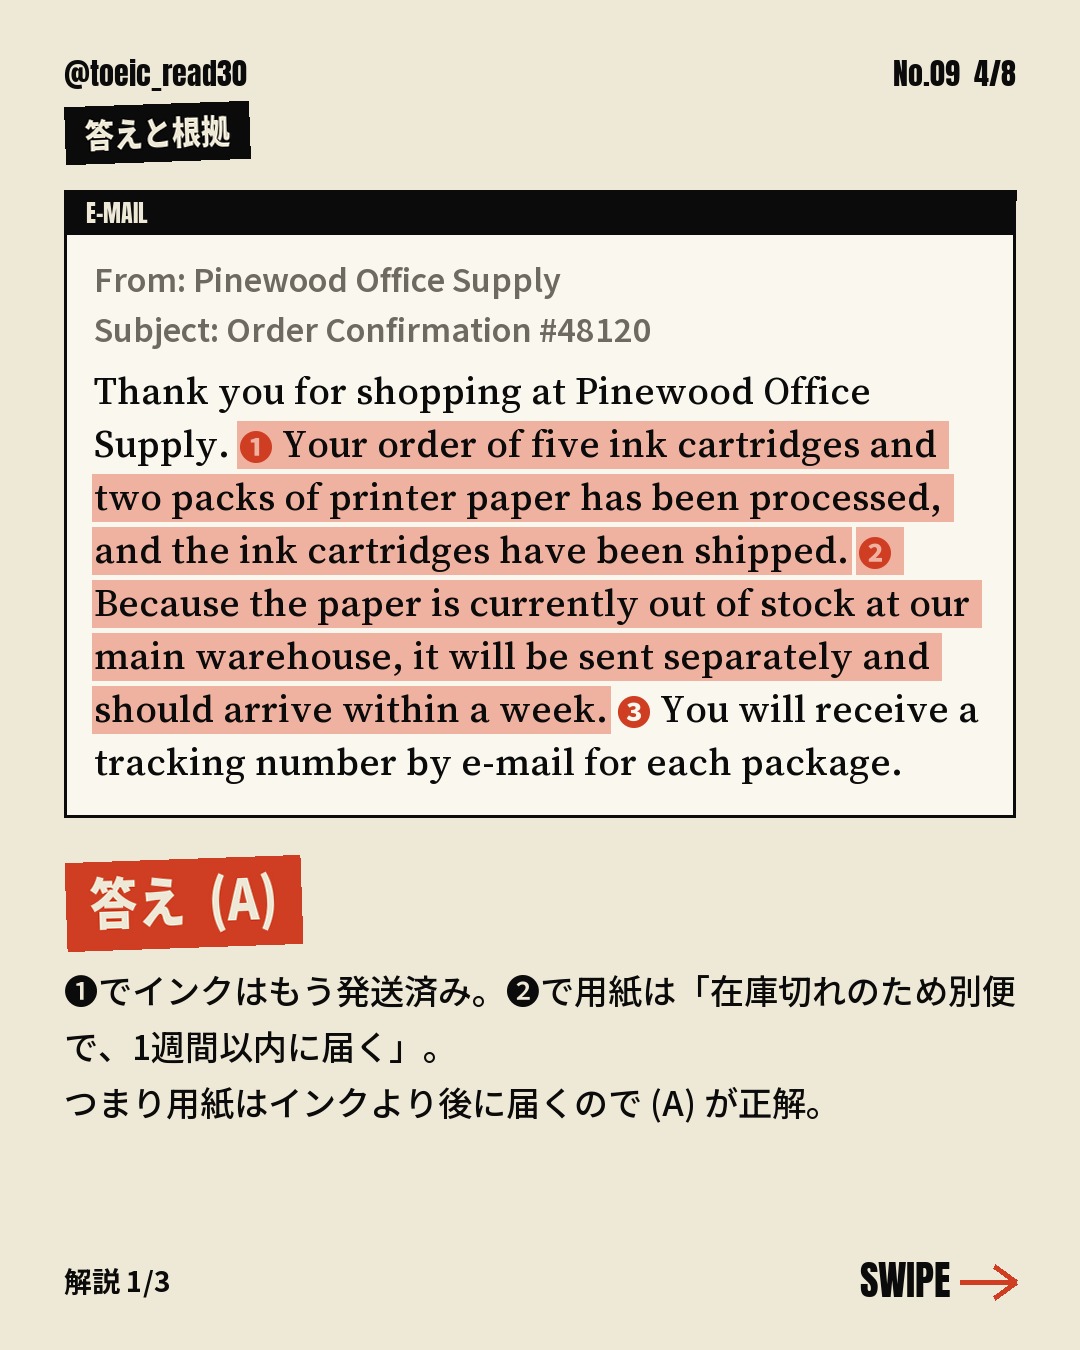 @toeic_read30
No.09 4/8
答えと根拠
E-MAIL
From: Pinewood Office Supply
Subject: Order Confirmation #48120
Thank you for shopping at Pinewood Office
Supply. ❶ Your order of five ink cartridges and
two packs of printer paper has been processed,
and the ink cartridges have been shipped. ❷
Because the paper is currently out of stock at our
main warehouse, it will be sent separately and
should arrive within a week. ❸ You will receive a
tracking number by e-mail for each package.
答え (A)
❶でインクはもう発送済み。❷で用紙は「在庫切れのため別便
で、1週間以内に届く」。
つまり用紙はインクより後に届くので (A) が正解。
解説 1/3
SWIPE →